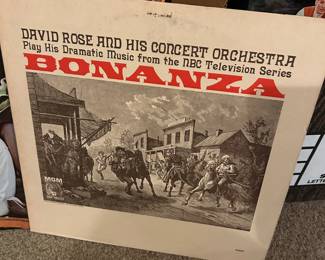 DAVID ROSE AND HIS CONCERT ORCHESTRA
Play His Dramatic Music from the NBC Television Series
BONANZA
MGM